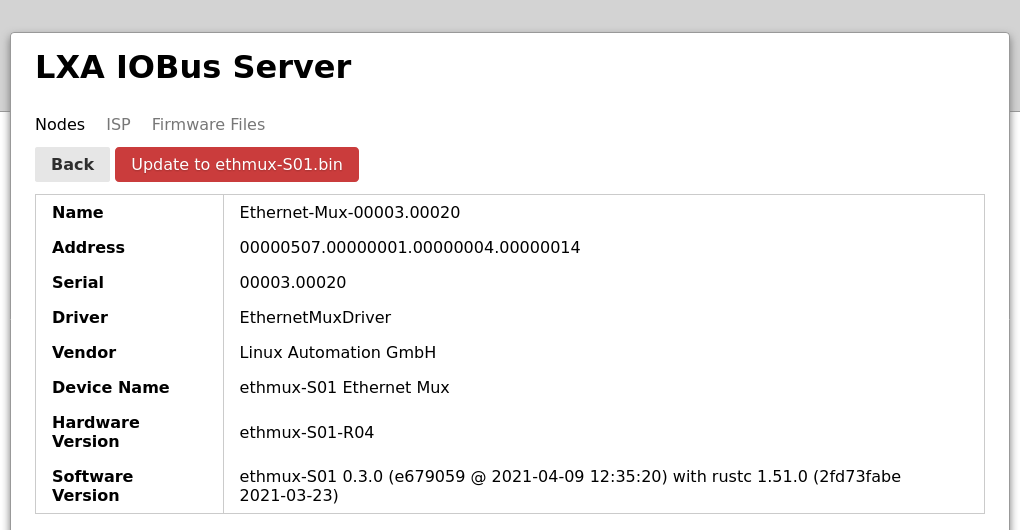 LXA IOBus Server
Nodes ISP Firmware Files
Back Update to ethmux-S01.bin
Name Ethernet-Mux-00003.00020
Address 00000507.00000001.00000004.00000014
Serial 00003.00020
Driver EthernetMuxDriver
Vendor Linux Automation GmbH
Device Name ethmux-S01 Ethernet Mux
Hardware
Version
ethmux-S01-R04
Software
Version
ethmux-S01 0.3.0 (e679059 @ 2021-04-09 12:35:20) with rustc 1.51.0 (2fd73fabe
2021-03-23)